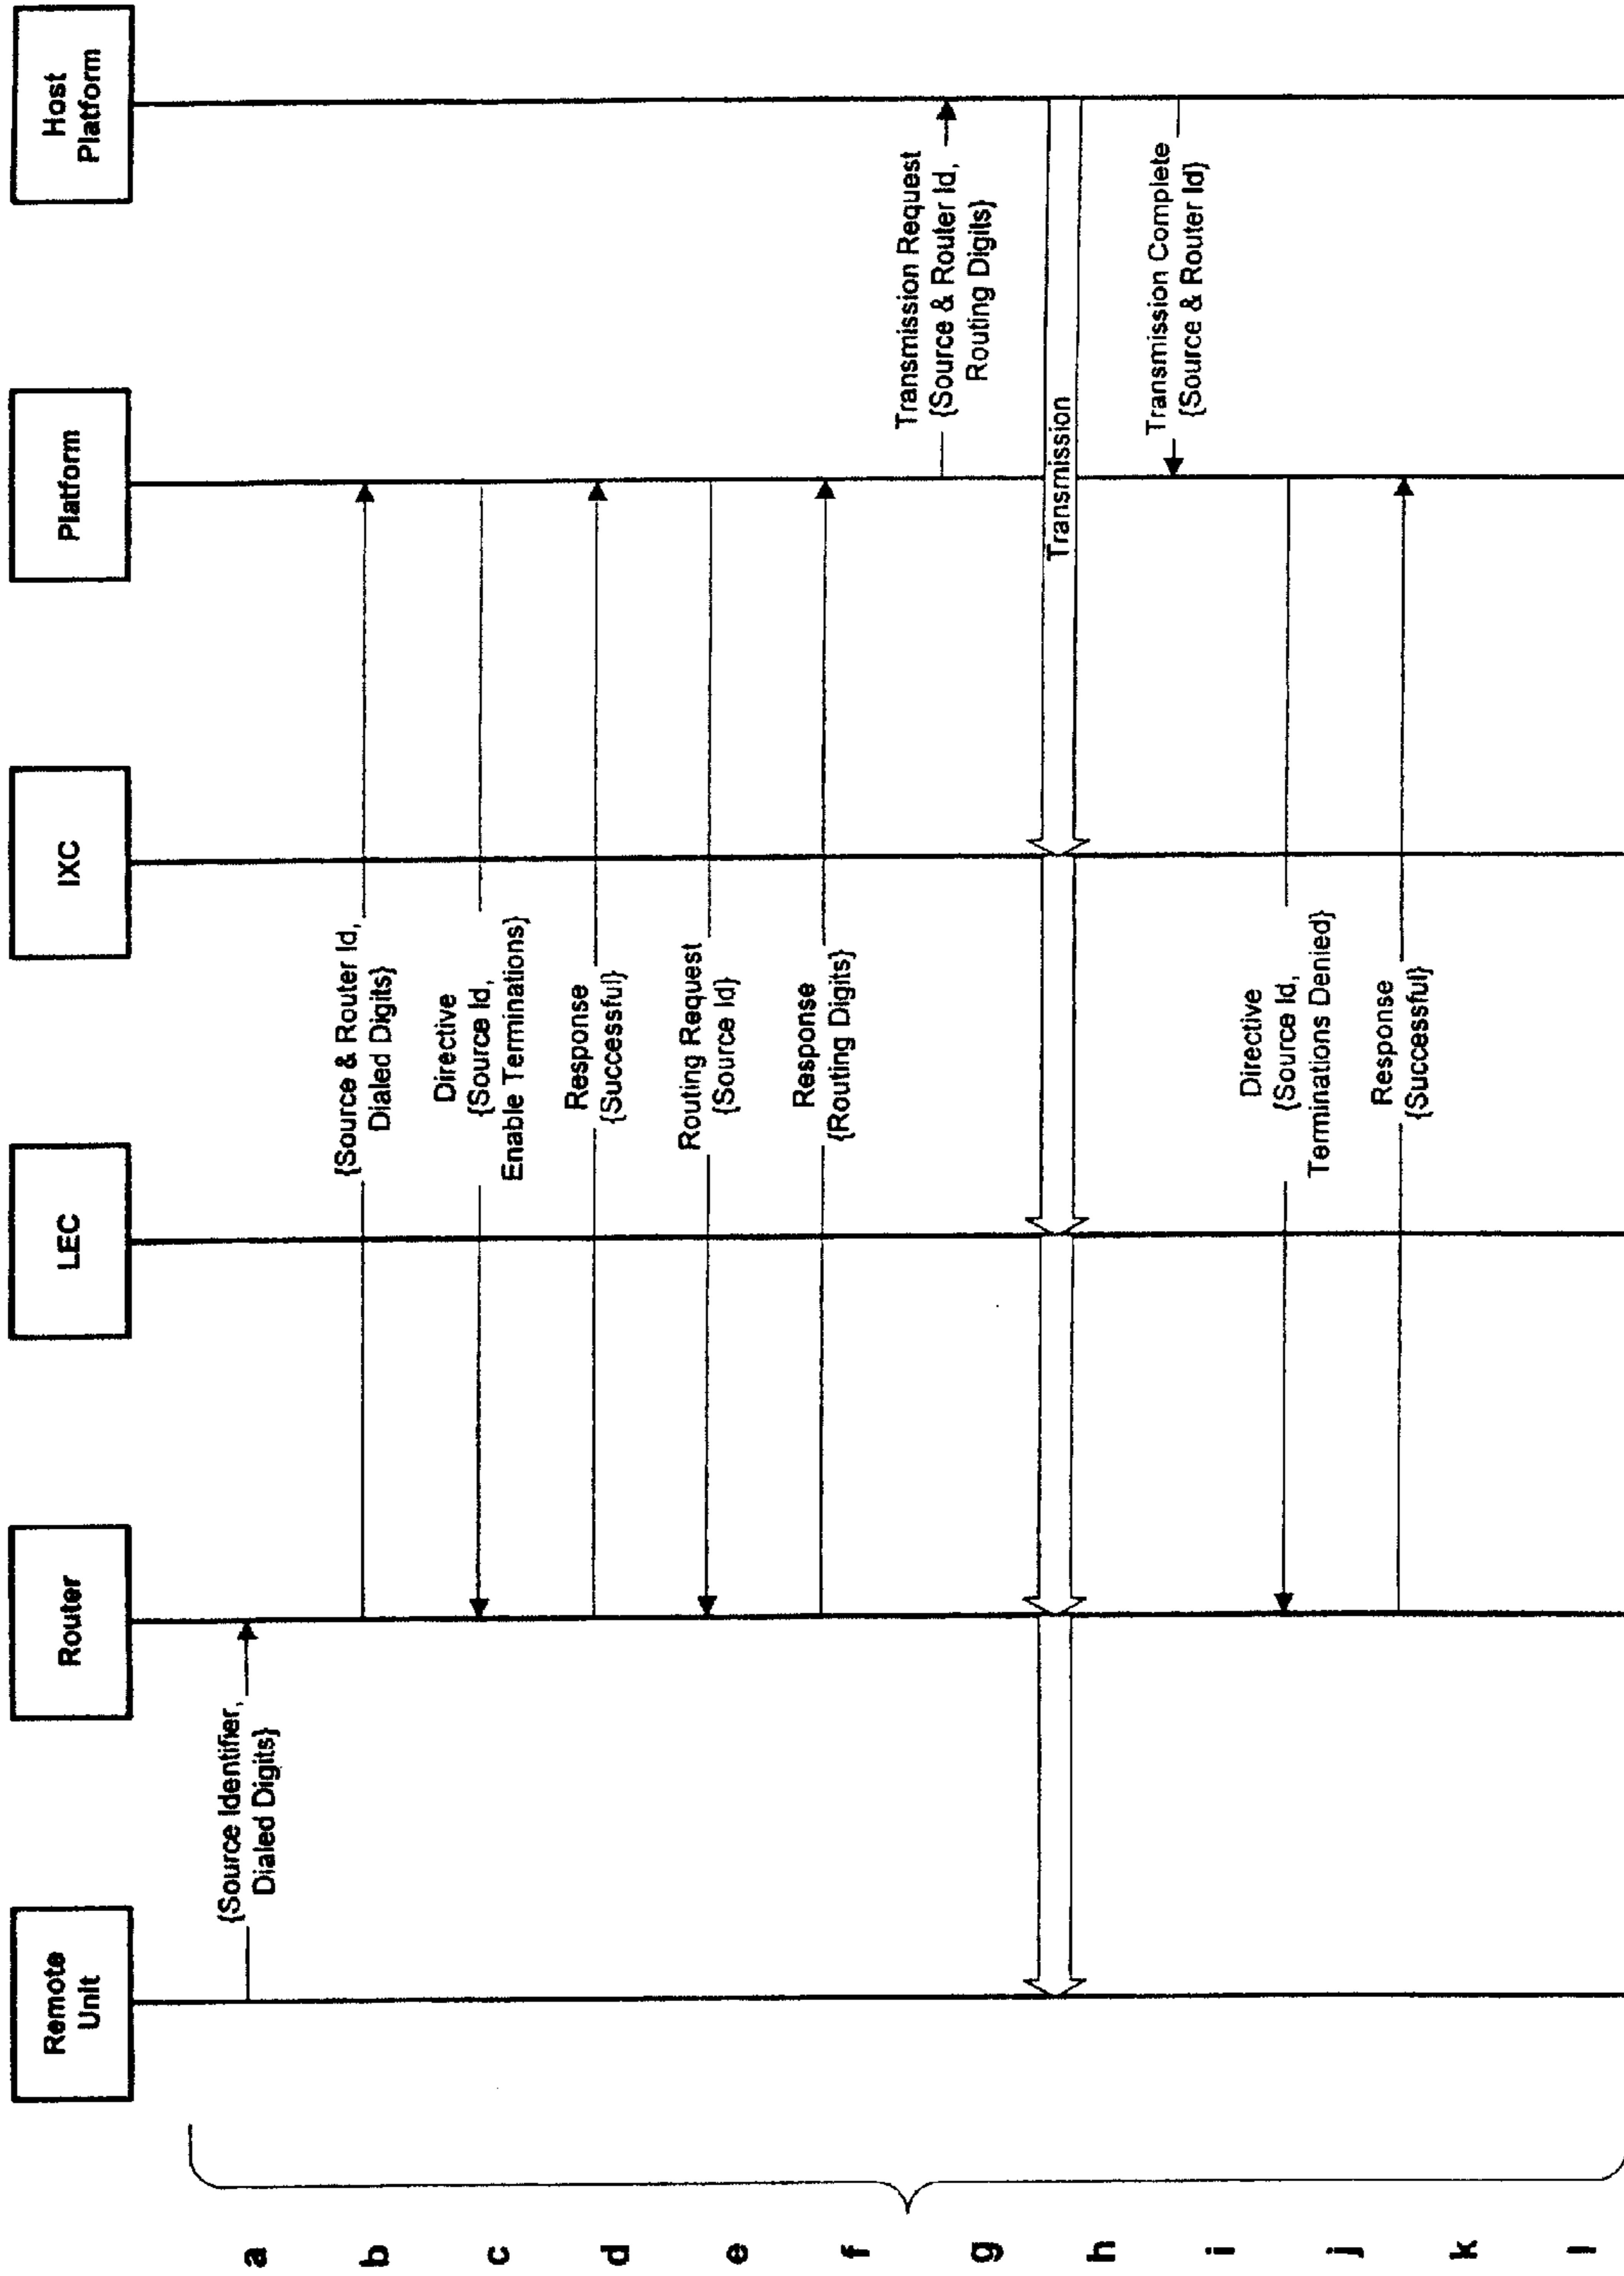 Remote
Unit
Router
LEC
IXC
Platform
Host
Platform
a
{Source Identifier,
Dialed Digits}
b
{Source & Router Id,
Dialed Digits}
c
Directive
{Source Id,
Enable Terminations}
d
Response
{Successful}
e
Routing Request
{Source Id}
f
Response
{Routing Digits}
g
Transmission Request
{Source & Router Id,
Routing Digits}
h
Transmission
i
Transmission Complete
{Source & Router Id}
j
Directive
{Source Id,
Terminations Denied}
k
Response
{Successful}
l